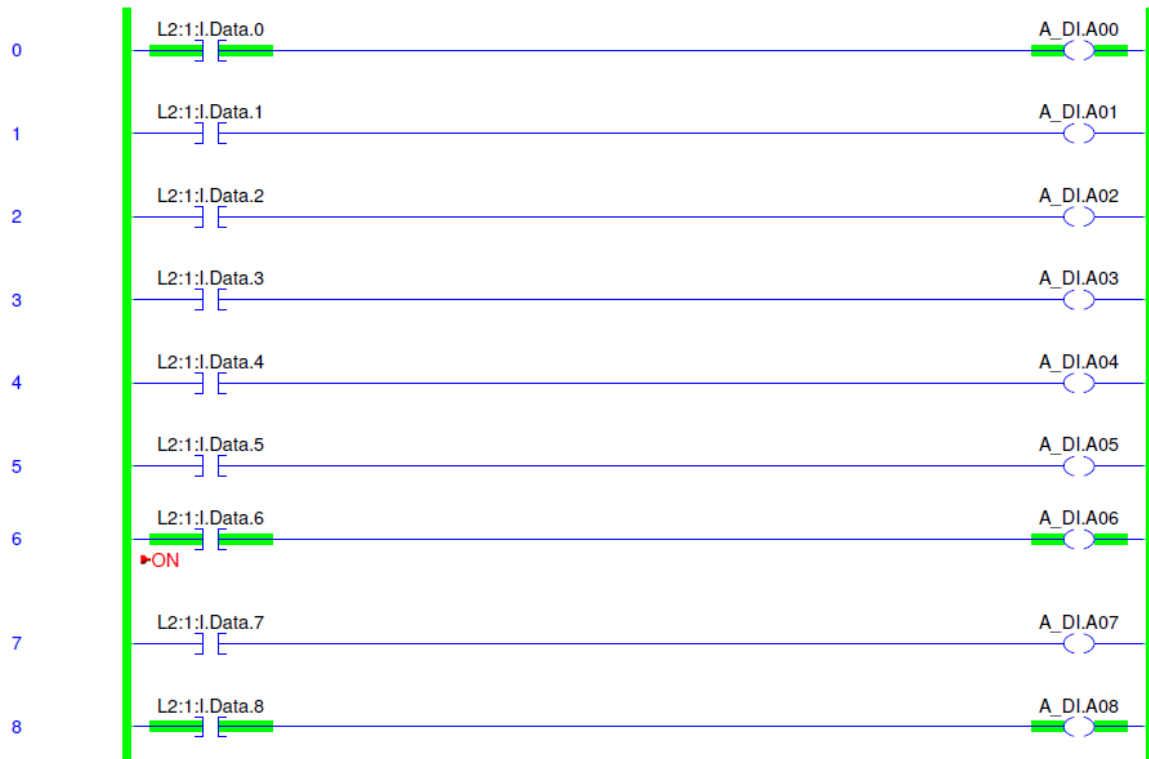 L2:1:I.Data.0 A_DI.A00
0
L2:1:I.Data.1 A_DI.A01
1
L2:1:I.Data.2 A_DI.A02
2
L2:1:I.Data.3 A_DI.A03
3
L2:1:I.Data.4 A_DI.A04
4
L2:1:I.Data.5 A_DI.A05
5
L2:1:I.Data.6 A_DI.A06
6
ON
L2:1:I.Data.7 A_DI.A07
7
L2:1:I.Data.8 A_DI.A08
8